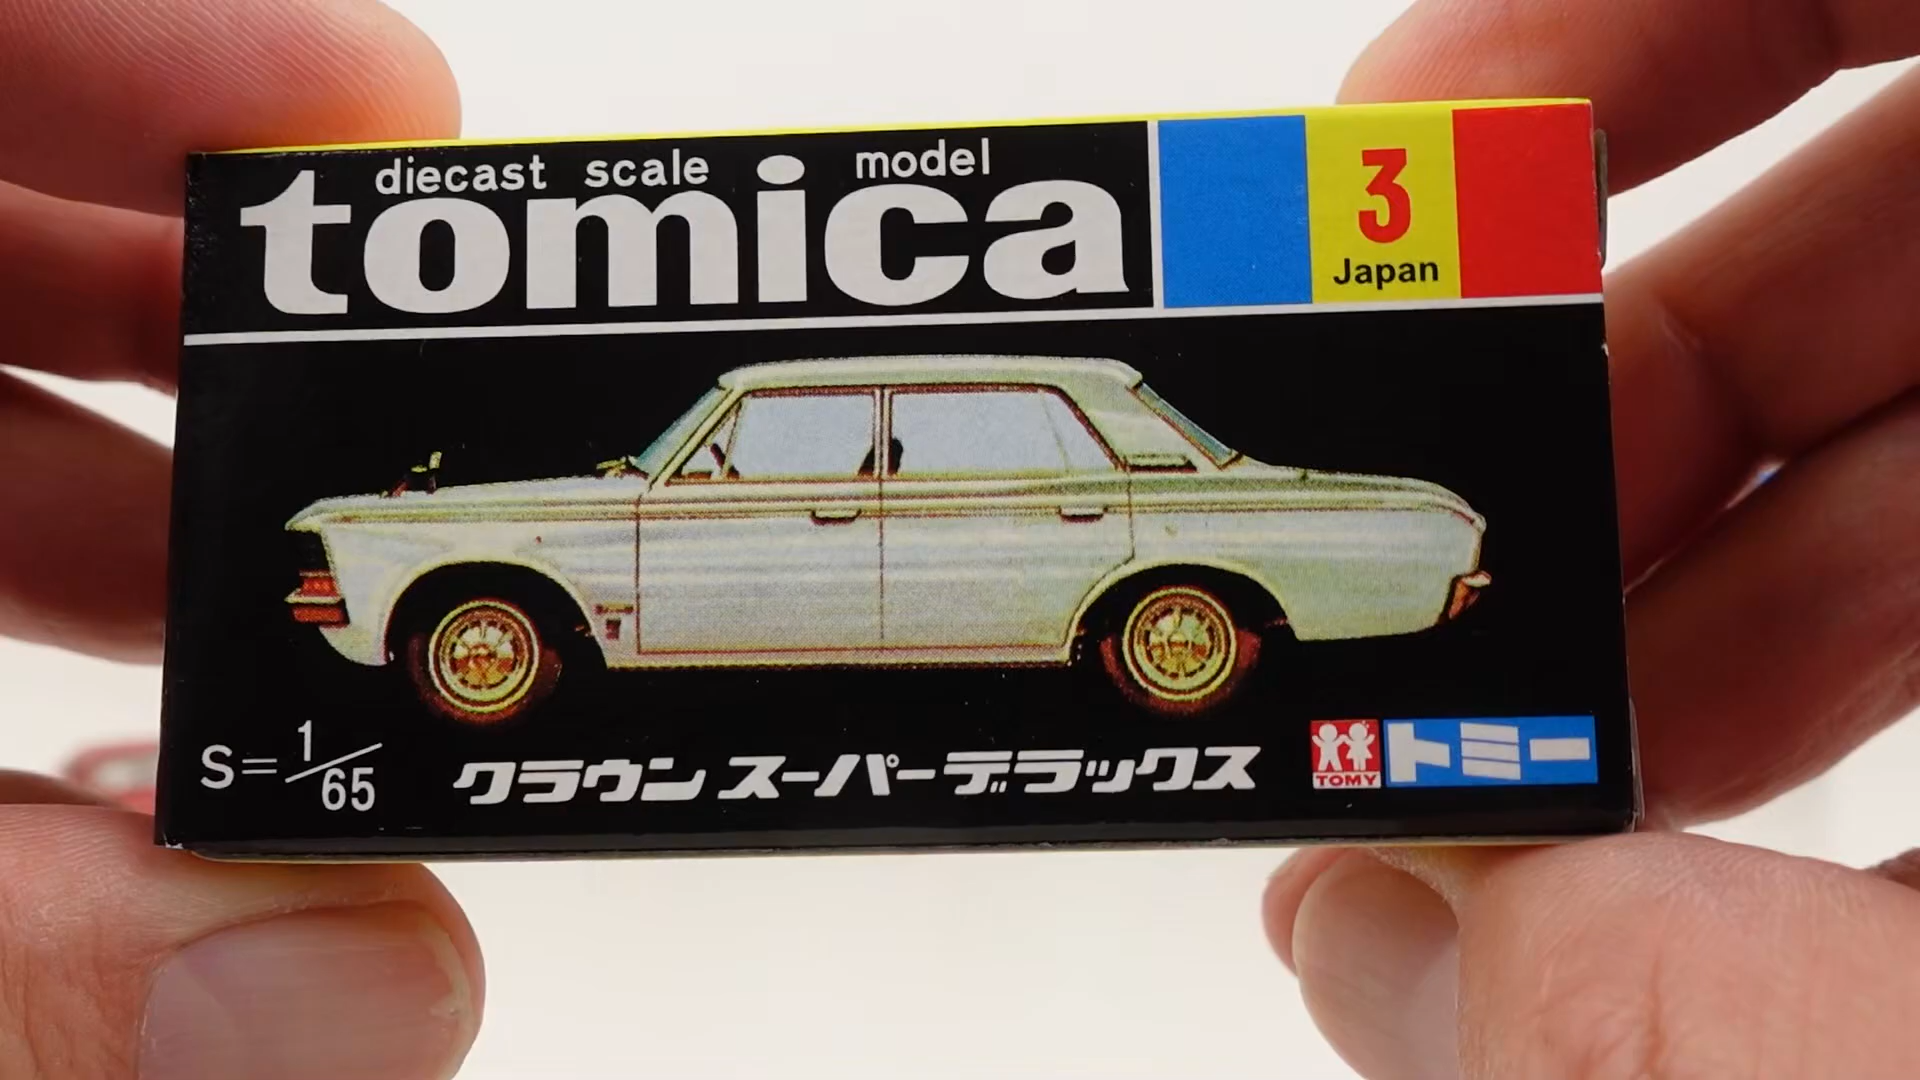 diecast scale model
tomica
3
Japan
S=1/65
クラウン スーパーデラックス
TOMY
トミー